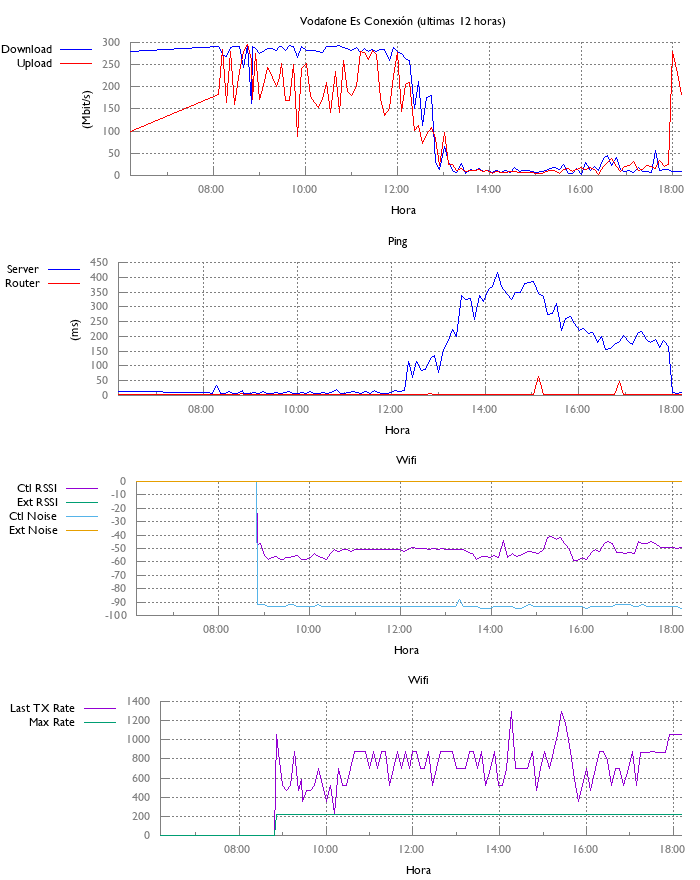 Vodafone Es Conexión (ultimas 12 horas)
Download
Upload
300
250
200
150
100
50
0
(Mbit/s)
08:00 10:00 12:00 14:00 16:00 18:00
Hora
Ping
Server
Router
450
400
350
300
250
200
150
100
50
0
(ms)
08:00 10:00 12:00 14:00 16:00 18:00
Hora
Wifi
Ctl RSSI
Ext RSSI
Ctl Noise
Ext Noise
0
-10
-20
-30
-40
-50
-60
-70
-80
-90
-100
08:00 10:00 12:00 14:00 16:00 18:00
Hora
Wifi
Last TX Rate
Max Rate
1400
1200
1000
800
600
400
200
0
08:00 10:00 12:00 14:00 16:00 18:00
Hora